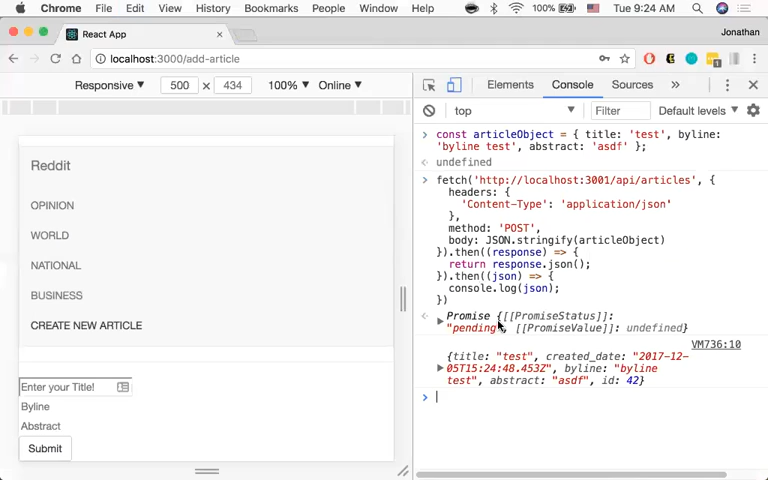 Chrome File Edit View History Bookmarks People Window Help 100% Tue 9:24 AM
React App Jonathan
localhost:3000/add-article
Responsive 500 × 434 100% Online
Elements Console Sources
top Filter Default levels
Reddit
OPINION
WORLD
NATIONAL
BUSINESS
CREATE NEW ARTICLE
Enter your Title!
Byline
Abstract
Submit
const articleObject = { title: 'test', byline:
'byline test', abstract: 'asdf' };
undefined
fetch('http://localhost:3001/api/articles', {
headers: {
'Content-Type': 'application/json'
},
method: 'POST',
body: JSON.stringify(articleObject)
}).then((response) => {
return response.json();
}).then((json) => {
console.log(json);
})
Promise {[[PromiseStatus]]:
"pending", [[PromiseValue]]: undefined}
VM736:10
{title: "test", created_date: "2017-12-
05T15:24:48.453Z", byline: "byline
test", abstract: "asdf", id: 42}